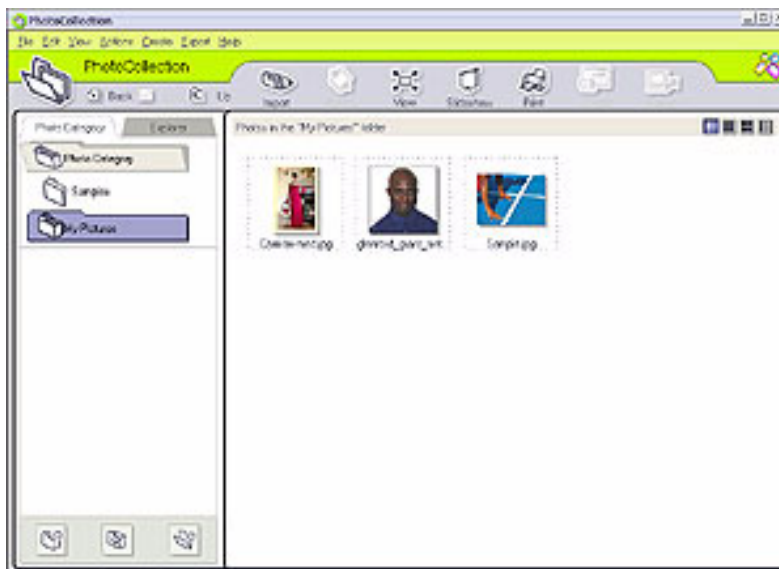 PhotoCollection
File Edit View Actions Create Export Help
PhotoCollection
Back Up
Import View Slideshow Print
Photo Category Explorer
Photos in the "My Pictures" folder
Photo Category
Samples
My Pictures
Sample.jpg